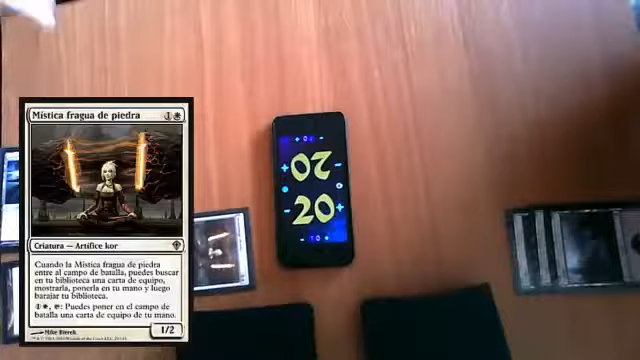 Mística fragua de piedra 1
Criatura — Artífice kor
Cuando la Mística fragua de piedra
entre al campo de batalla, puedes buscar
en tu biblioteca una carta de equipo,
mostrarla, ponerla en tu mano y luego
barajar tu biblioteca.
1 , : Puedes poner en el campo de
batalla una carta de equipo de tu mano.
1/2
Mike Bierek
20
20